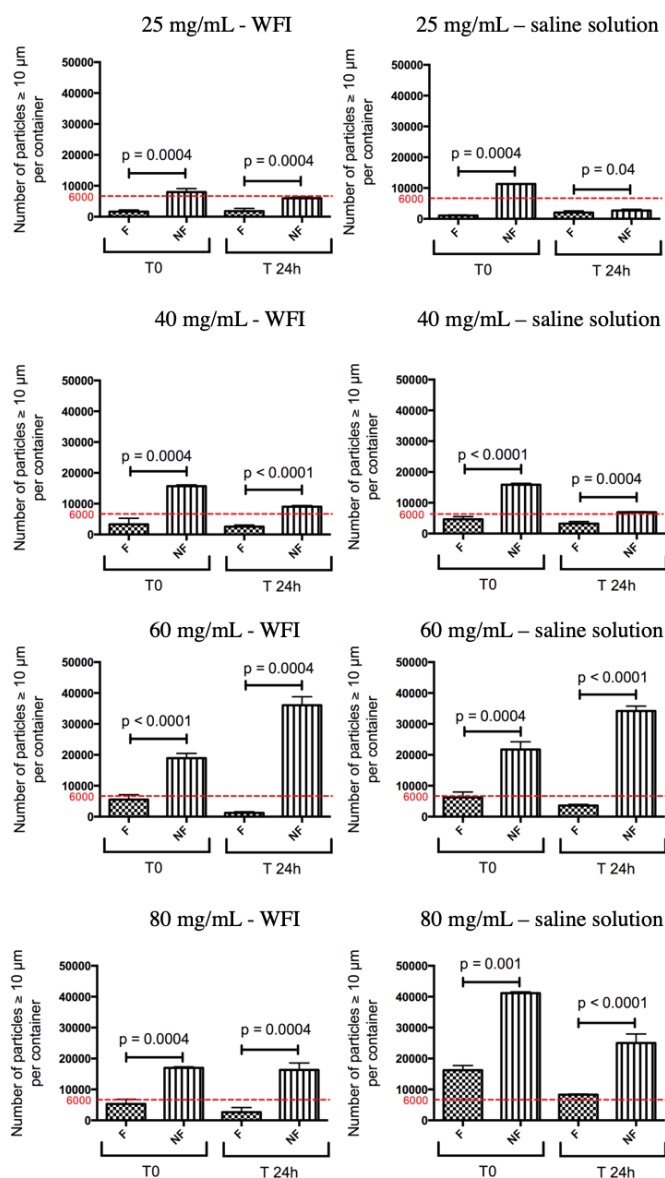 25 mg/mL - WFI
Number of particles ≥ 10 µm
per container
50000
40000
30000
20000
10000
6000
0
p = 0.0004
p = 0.0004
F
NF
F
NF
T0
T 24h
25 mg/mL – saline solution
Number of particles ≥ 10 µm
per container
50000
40000
30000
20000
10000
6000
0
p = 0.0004
p = 0.04
F
NF
F
NF
T0
T 24h
40 mg/mL - WFI
Number of particles ≥ 10 µm
per container
50000
40000
30000
20000
10000
6000
0
p = 0.0004
p < 0.0001
F
NF
F
NF
T0
T 24h
40 mg/mL – saline solution
Number of particles ≥ 10 µm
per container
50000
40000
30000
20000
10000
6000
0
p < 0.0001
p = 0.0004
F
NF
F
NF
T0
T 24h
60 mg/mL - WFI
Number of particles ≥ 10 µm
per container
50000
40000
30000
20000
10000
6000
0
p < 0.0001
p = 0.0004
F
NF
F
NF
T0
T 24h
60 mg/mL – saline solution
Number of particles ≥ 10 µm
per container
50000
40000
30000
20000
10000
6000
0
p = 0.0004
p < 0.0001
F
NF
F
NF
T0
T 24h
80 mg/mL - WFI
Number of particles ≥ 10 µm
per container
50000
40000
30000
20000
10000
6000
0
p = 0.0004
p = 0.0004
F
NF
F
NF
T0
T 24h
80 mg/mL – saline solution
Number of particles ≥ 10 µm
per container
50000
40000
30000
20000
10000
6000
0
p = 0.001
p < 0.0001
F
NF
F
NF
T0
T 24h